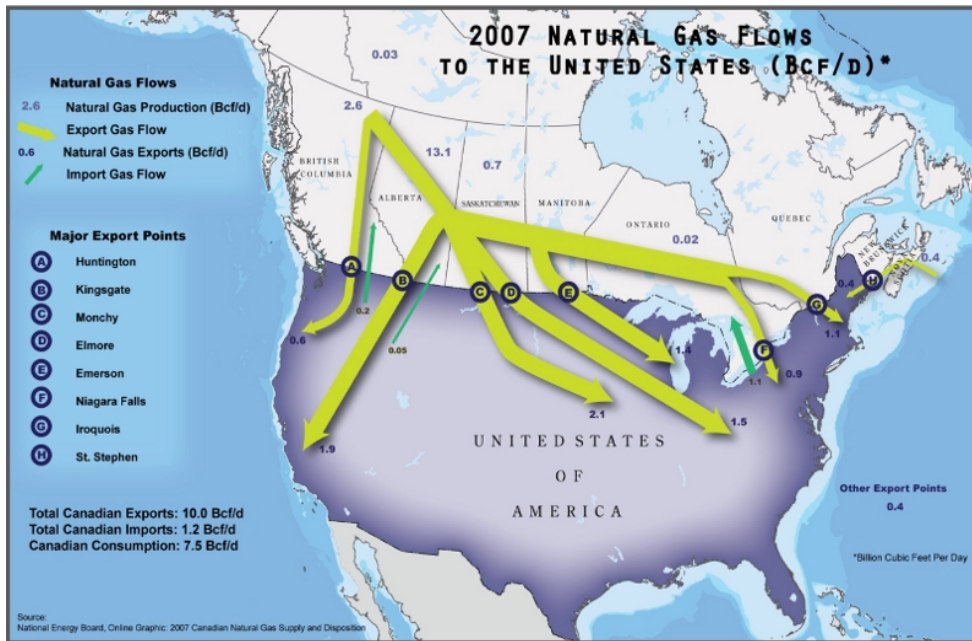 2007 NATURAL GAS FLOWS
TO THE UNITED STATES (BCF/D)*
Natural Gas Flows
2.6 Natural Gas Production (Bcf/d)
Export Gas Flow
0.6 Natural Gas Exports (Bcf/d)
Import Gas Flow
Major Export Points
A Huntington
B Kingsgate
C Monchy
D Elmore
E Emerson
F Niagara Falls
G Iroquois
H St. Stephen
Total Canadian Exports: 10.0 Bcf/d
Total Canadian Imports: 1.2 Bcf/d
Canadian Consumption: 7.5 Bcf/d
0.03
2.6
13.1
0.7
0.02
0.4
BRITISH
COLUMBIA
ALBERTA
SASKATCHEWAN
MANITOBA
ONTARIO
QUEBEC
NEW
BRUNSWICK
NOVA
SCOTIA
A
B
C
D
E
F
G
H
0.4
0.2
0.05
0.6
1.9
2.1
1.5
1.4
1.1
0.9
1.1
UNITED STATES
OF
AMERICA
Other Export Points
0.4
*Billion Cubic Feet Per Day
Source:
National Energy Board, Online Graphic: 2007 Canadian Natural Gas Supply and Disposition